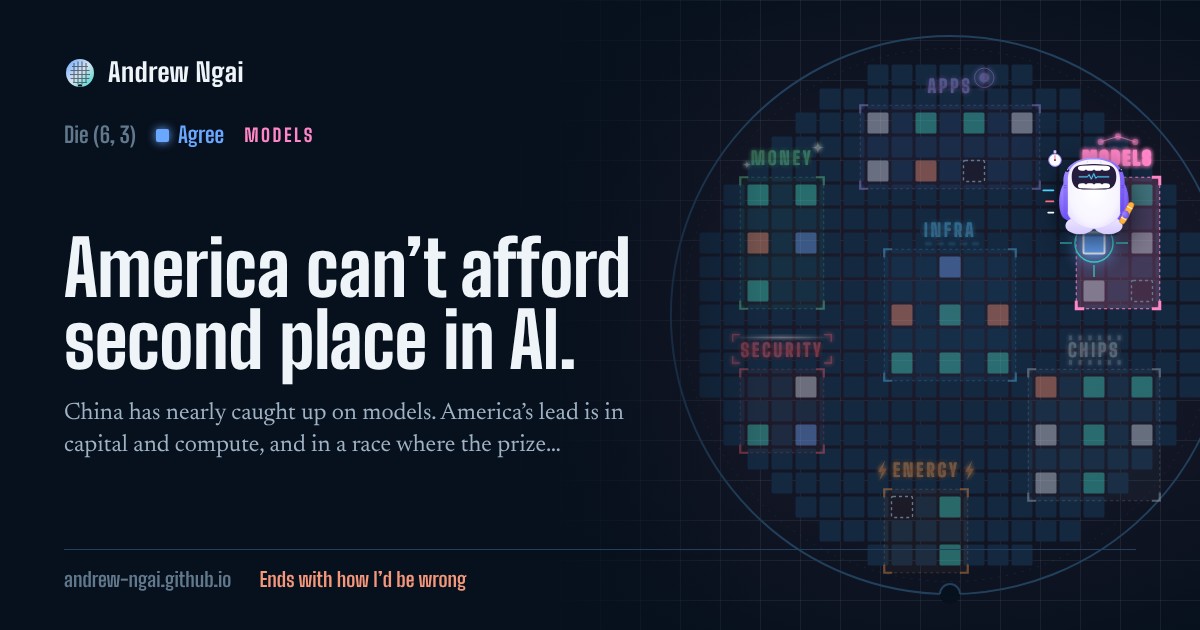 Andrew Ngai
Die (6, 3) Agree MODELS
America can’t afford
second place in AI.
China has nearly caught up on models. America’s lead is in
capital and compute, and in a race where the prize...
andrew-ngai.github.io Ends with how I’d be wrong
APPS
MONEY
MODELS
INFRA
SECURITY
CHIPS
ENERGY